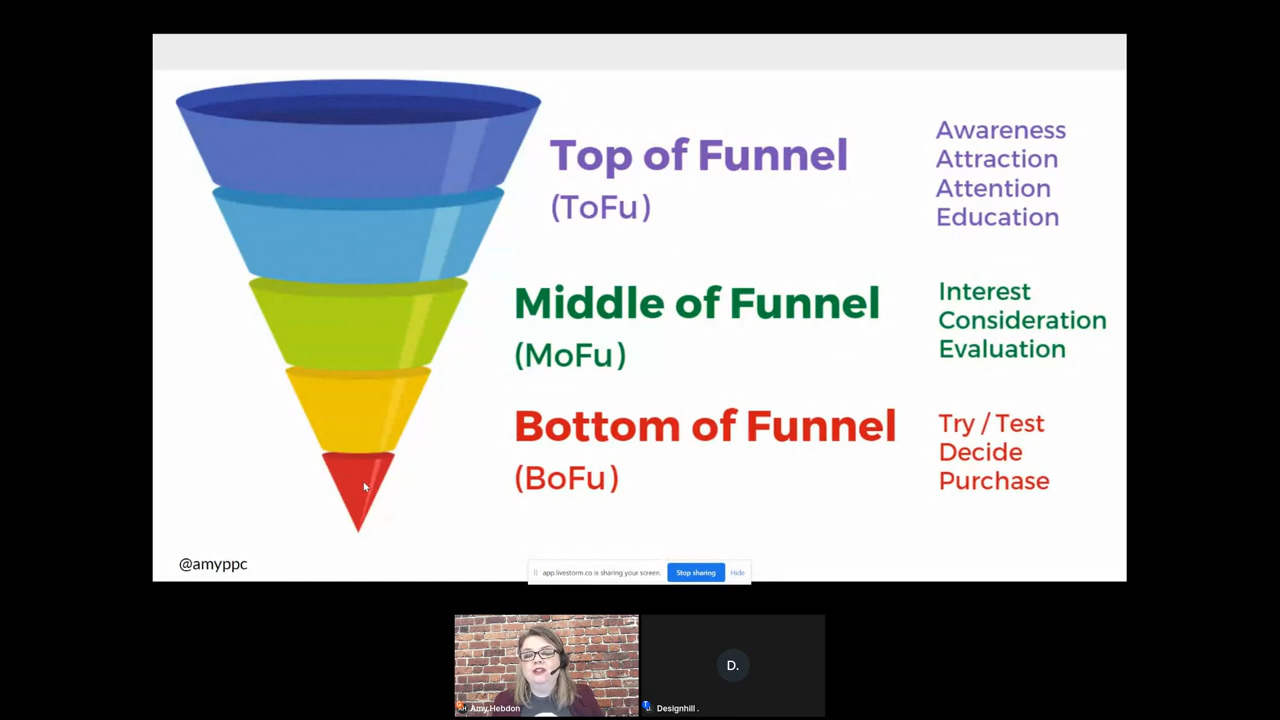 Top of Funnel
(ToFu)
Awareness
Attraction
Attention
Education
Middle of Funnel
(MoFu)
Interest
Consideration
Evaluation
Bottom of Funnel
(BoFu)
Try / Test
Decide
Purchase
@amyppc
app.livestorm.co is sharing your screen.
Stop sharing
Hide
D.
Amy Hebdon
Designhill .